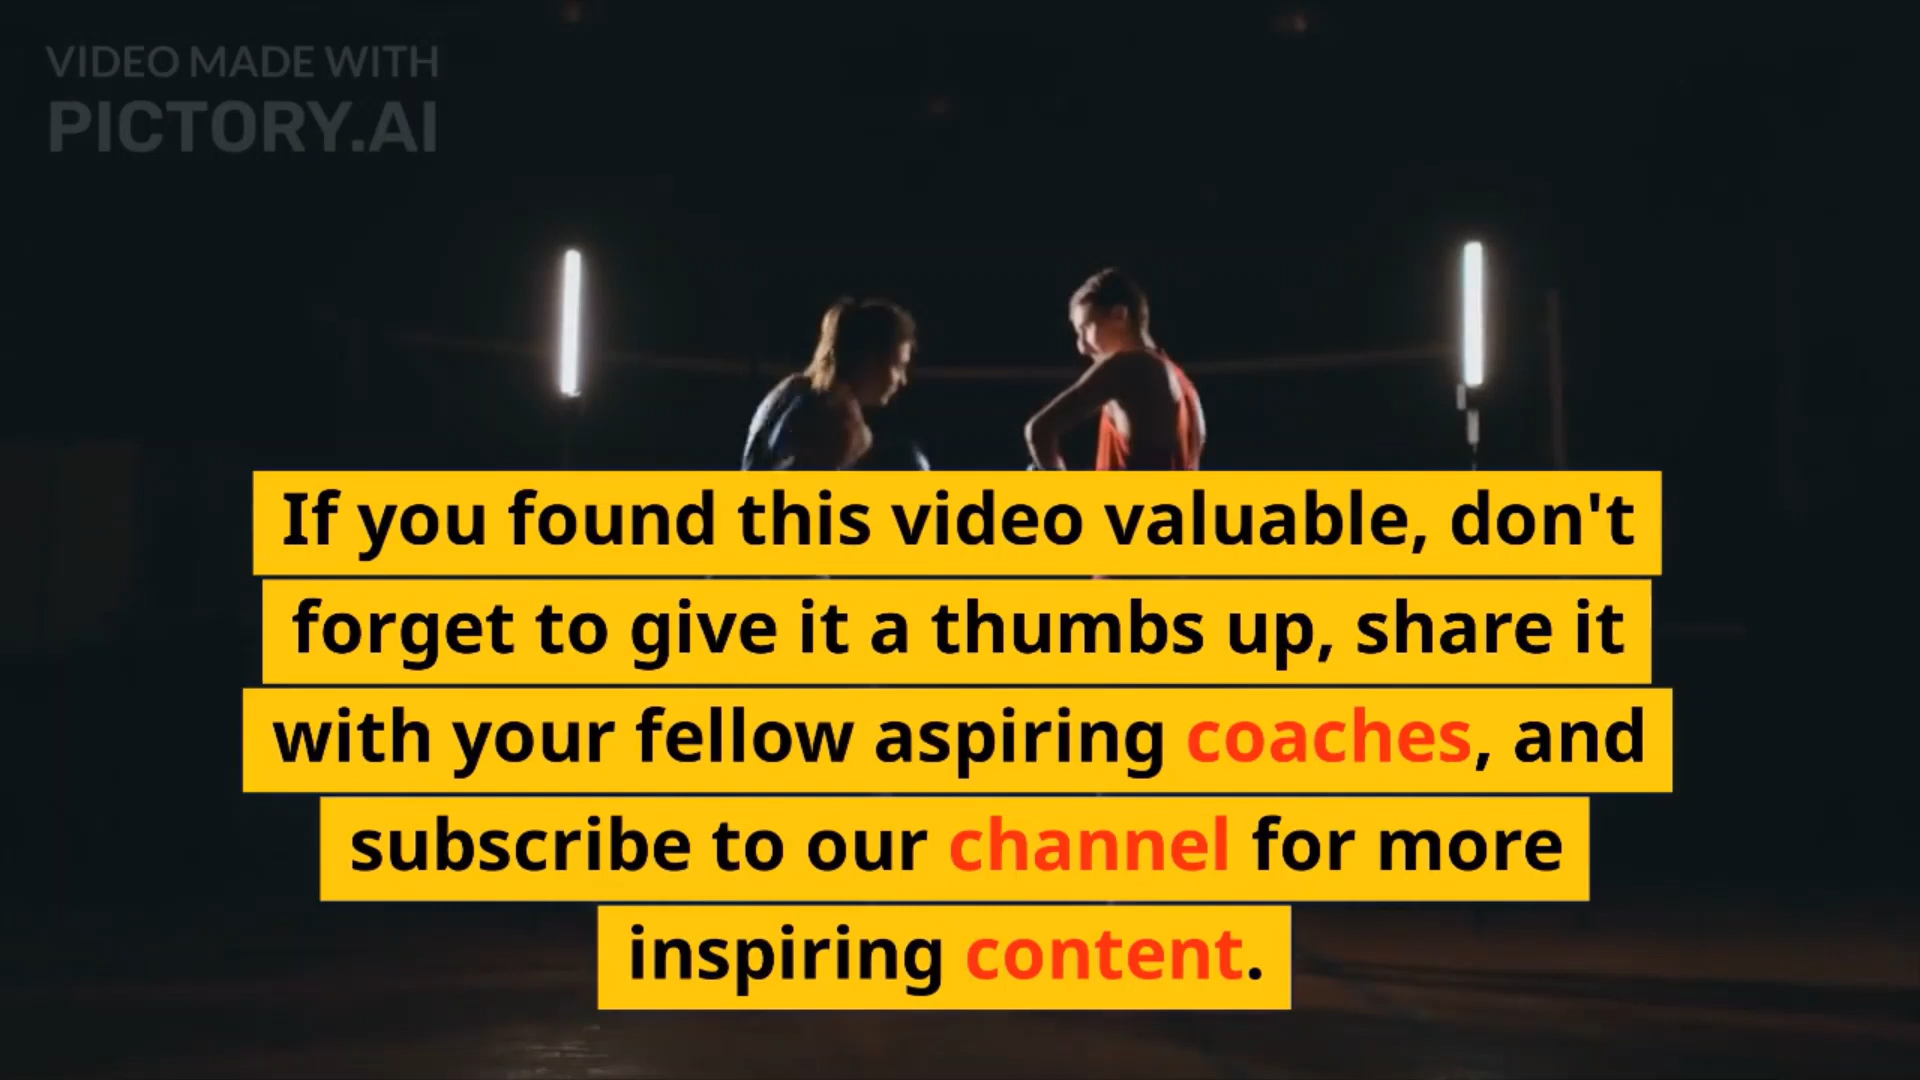 VIDEO MADE WITH
PICTORY.AI
If you found this video valuable, don't
forget to give it a thumbs up, share it
with your fellow aspiring coaches, and
subscribe to our channel for more
inspiring content.